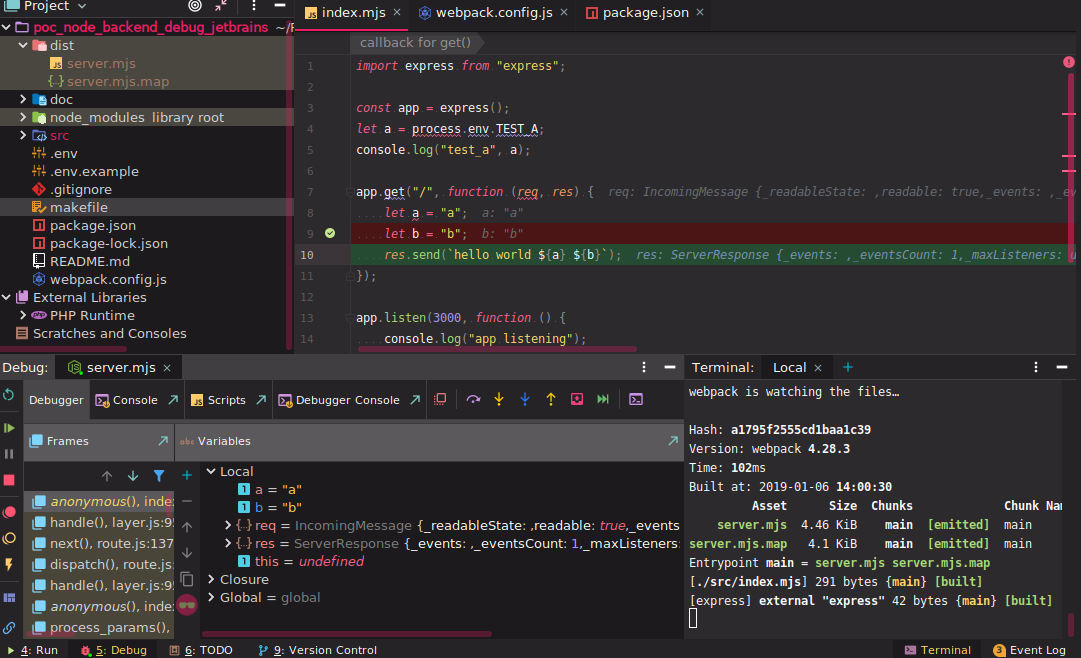 Project
poc_node_backend_debug_jetbrains ~/
dist
server.mjs
server.mjs.map
doc
node_modules library root
src
.env
.env.example
.gitignore
makefile
package.json
package-lock.json
README.md
webpack.config.js
External Libraries
PHP Runtime
Scratches and Consoles
index.mjs × webpack.config.js × package.json ×
callback for get()
1 import express from "express";
2
3 const app = express();
4 let a = process.env.TEST_A;
5 console.log("test_a", a);
6
7 app.get("/", function (req, res) { req: IncomingMessage {_readableState: ,readable: true,_events: ,_ev
8 let a = "a"; a: "a"
9 let b = "b"; b: "b"
10 res.send(`hello world ${a} ${b}`); res: ServerResponse {_events: ,_eventsCount: 1,_maxListeners: u
11 });
12
13 app.listen(3000, function () {
14 console.log("app listening");
Debug: server.mjs ×
Debugger Console Scripts Debugger Console
Frames
Variables
anonymous(), index
handle(), layer.js:95
next(), route.js:137
dispatch(), route.js:
handle(), layer.js:95
anonymous(), index
process_params(),
Local
a = "a"
b = "b"
req = IncomingMessage {_readableState: ,readable: true,_events
res = ServerResponse {_events: ,_eventsCount: 1,_maxListeners:
this = undefined
Closure
Global = global
Terminal: Local × +
webpack is watching the files…
Hash: a1795f2555cd1baa1c39
Version: webpack 4.28.3
Time: 102ms
Built at: 2019-01-06 14:00:30
Asset Size Chunks Chunk Nam
server.mjs 4.46 KiB main [emitted] main
server.mjs.map 4.1 KiB main [emitted] main
Entrypoint main = server.mjs server.mjs.map
[./src/index.mjs] 291 bytes {main} [built]
[express] external "express" 42 bytes {main} [built]
4: Run 5: Debug 6: TODO 9: Version Control Terminal 3 Event Log